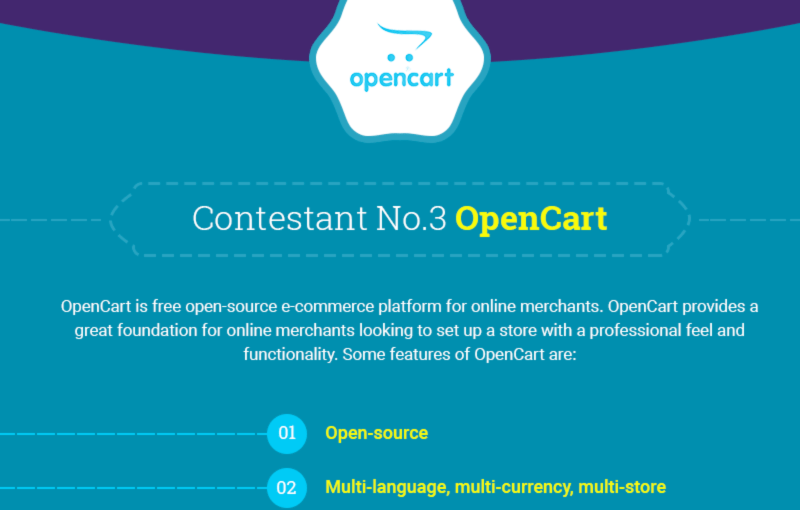 opencart
Contestant No.3 OpenCart
OpenCart is free open-source e-commerce platform for online merchants. OpenCart provides a
great foundation for online merchants looking to set up a store with a professional feel and
functionality. Some features of OpenCart are:
01 Open-source
02 Multi-language, multi-currency, multi-store